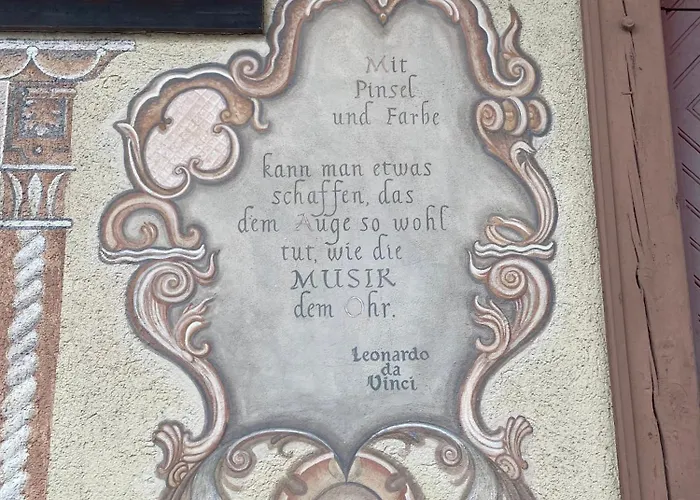 Mit
Pinsel
und Farbe
kann man etwas
schaffen, das
dem Auge so wohl
tut, wie die
MUSIK
dem Ohr.
Leonardo
da
Vinci